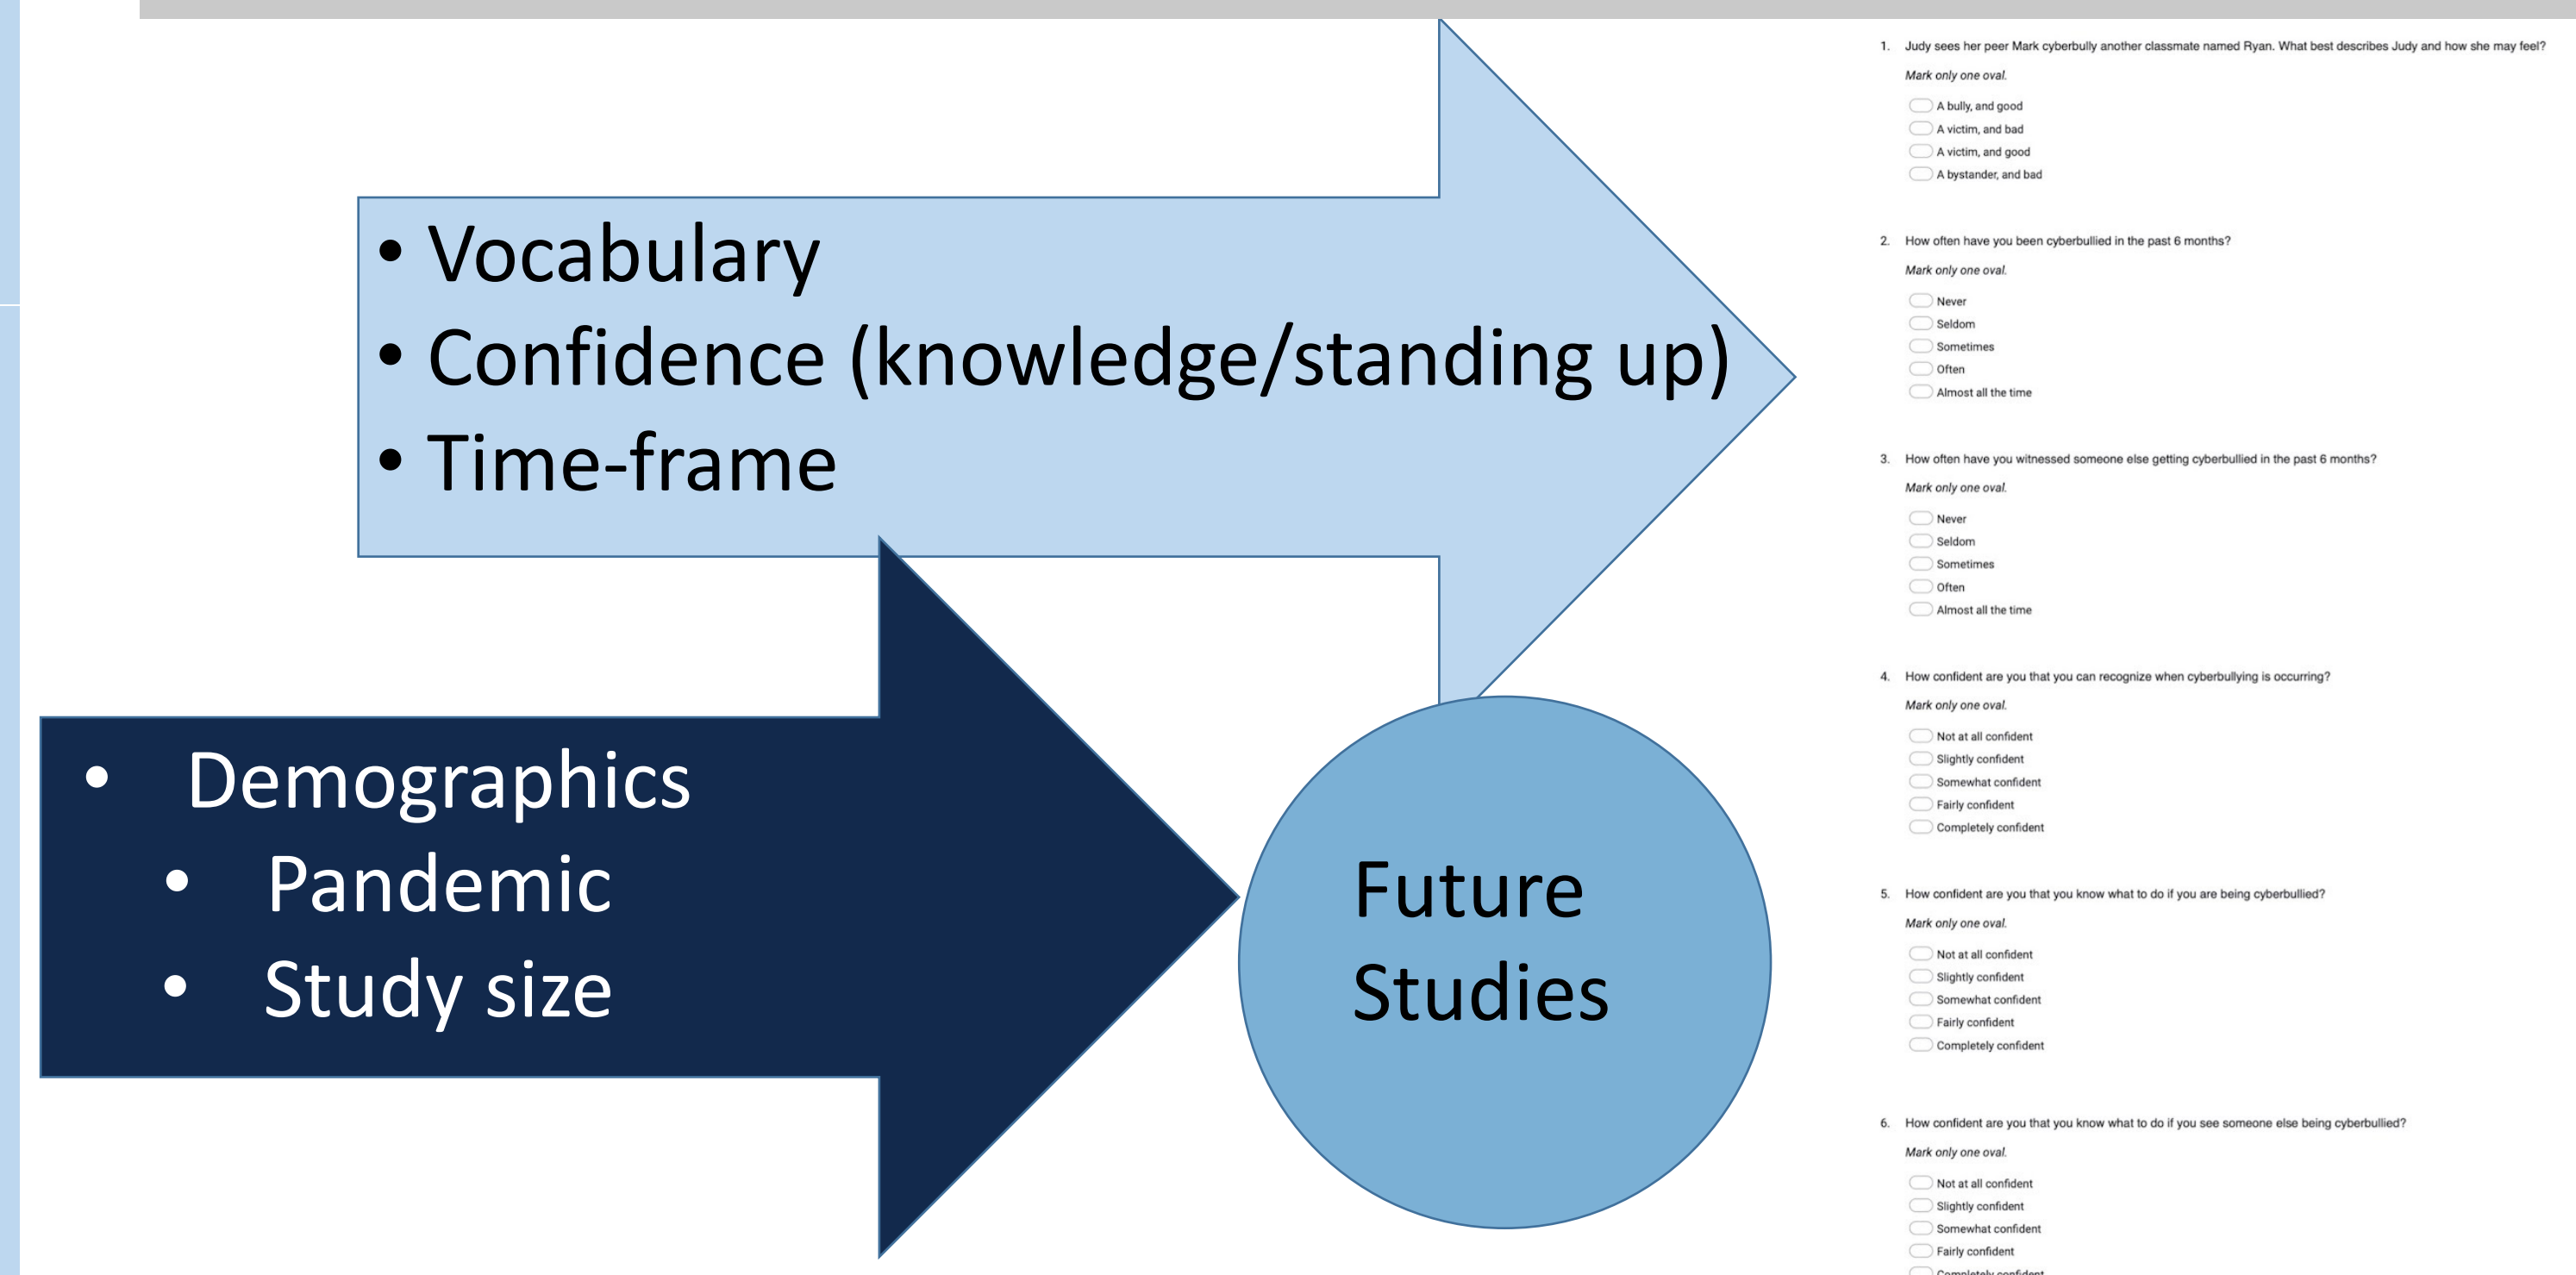 • Vocabulary
• Confidence (knowledge/standing up)
• Time-frame
• Demographics
• Pandemic
• Study size
Future
Studies
1. Judy sees her peer Mark cyberbully another classmate named Ryan. What best describes Judy and how she may feel?
Mark only one oval.
A bully, and good
A victim, and bad
A victim, and good
A bystander, and bad
2. How often have you been cyberbullied in the past 6 months?
Mark only one oval.
Never
Seldom
Sometimes
Often
Almost all the time
3. How often have you witnessed someone else getting cyberbullied in the past 6 months?
Mark only one oval.
Never
Seldom
Sometimes
Often
Almost all the time
4. How confident are you that you can recognize when cyberbullying is occurring?
Mark only one oval.
Not at all confident
Slightly confident
Somewhat confident
Fairly confident
Completely confident
5. How confident are you that you know what to do if you are being cyberbullied?
Mark only one oval.
Not at all confident
Slightly confident
Somewhat confident
Fairly confident
Completely confident
6. How confident are you that you know what to do if you see someone else being cyberbullied?
Mark only one oval.
Not at all confident
Slightly confident
Somewhat confident
Fairly confident
Completely confident